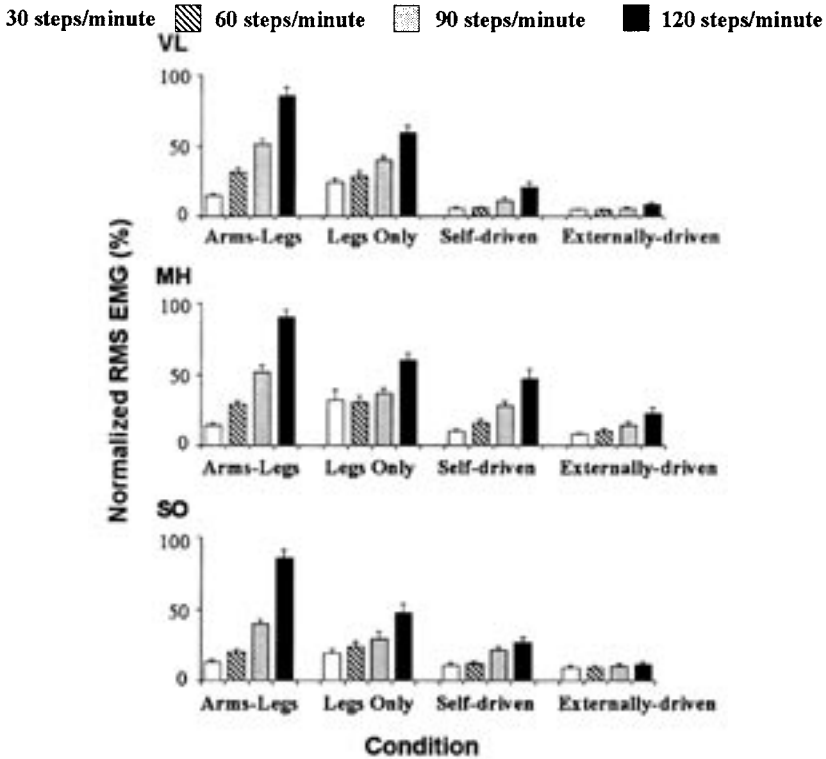 30 steps/minute 60 steps/minute 90 steps/minute 120 steps/minute
VL
100
50
0
Arms-Legs Legs Only Self-driven Externally-driven
MH
100
50
0
Arms-Legs Legs Only Self-driven Externally-driven
SO
100
50
0
Arms-Legs Legs Only Self-driven Externally-driven
Normalized RMS EMG (%)
Condition